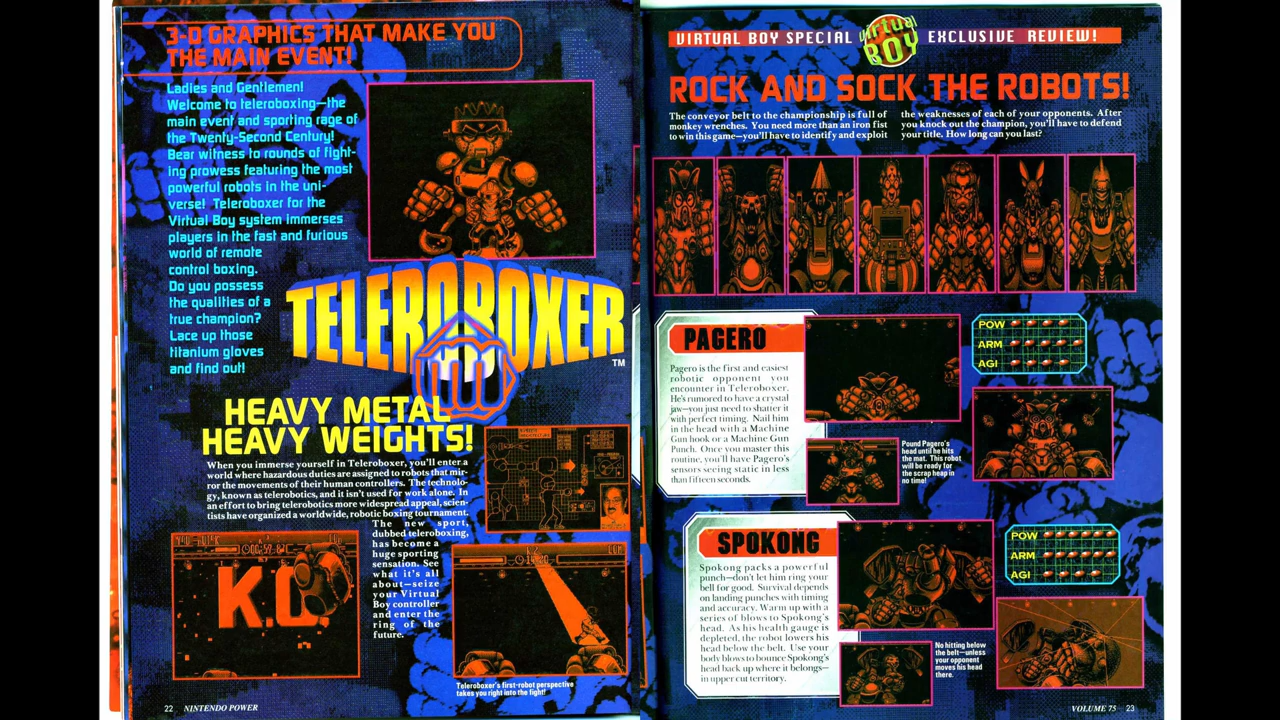 3-D GRAPHICS THAT MAKE YOU
THE MAIN EVENT!
Ladies and Gentlemen!
Welcome to teleroboxing—the
main event and sporting rage of
the Twenty-Second Century!
Bear witness to rounds of fight-
ing prowess featuring the most
powerful robots in the uni-
verse! Teleroboxer for the
Virtual Boy system immerses
players in the fast and furious
world of remote
control boxing.
Do you possess
the qualities of a
true champion?
Lace up those
titanium gloves
and find out!
TELEROBOXER
TM
HEAVY METAL
HEAVY WEIGHTS!
When you immerse yourself in Teleroboxer, you'll enter a
world where hazardous duties are assigned to robots that mir-
ror the movements of their human controllers. The technolo-
gy, known as telerobotics, and it isn't used for work alone. In
an effort to bring telerobotics more widespread appeal, scien-
tists have organized a worldwide, robotic boxing tournament.
The new sport,
dubbed teleroboxing,
has become a
huge sporting
sensation. See
what it's all
about—seize
your Virtual
Boy controller
and enter the
ring of the
future.
K.O
Teleroboxer's first-robot perspective
takes you right into the fight!
22 NINTENDO POWER
VIRTUAL BOY SPECIAL
Virtual
BOY
EXCLUSIVE REVIEW!
ROCK AND SOCK THE ROBOTS!
The conveyor belt to the championship is full of
monkey wrenches. You need more than an iron fist
to win this game—you'll have to identify and exploit
the weaknesses of each of your opponents. After
you knock out the champion, you'll have to defend
your title. How long can you last?
PAGERO
Pagero is the first and easiest
robotic opponent you
encounter in Teleroboxer.
He's rumored to have a crystal
jaw—you just need to shatter it
with perfect timing. Nail him
in the head with a Machine
Gun hook or a Machine Gun
Punch. Once you master this
routine, you'll have Pagero's
sensors seeing static in less
than fifteen seconds.
POW
ARM
AGI
Pound Pagero's
head until he hits
the mat. This robot
will be ready for
the scrap heap in
no time!
SPOKONG
Spokong packs a powerful
punch—don't let him ring your
bell for good. Survival depends
on landing punches with timing
and accuracy. Warm up with a
series of blows to Spokong's
head. As his health gauge is
depleted, the robot lowers his
head below the belt. Use your
body blows to bounce Spokong's
head back up where it belongs—
in upper cut territory.
POW
ARM
AGI
No hitting below
the belt—unless
your opponent
moves his head
there.
VOLUME 75 23